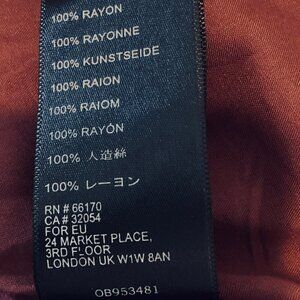 100% RAYON
100% RAYONNE
100% KUNSTSEIDE
100% RAION
100% RAIOM
100% RAYÓN
100% 人造絲
100% レーヨン
RN # 66170
CA # 32054
FOR EU
24 MARKET PLACE,
3RD FLOOR
LONDON UK W1W 8AN
OB953481